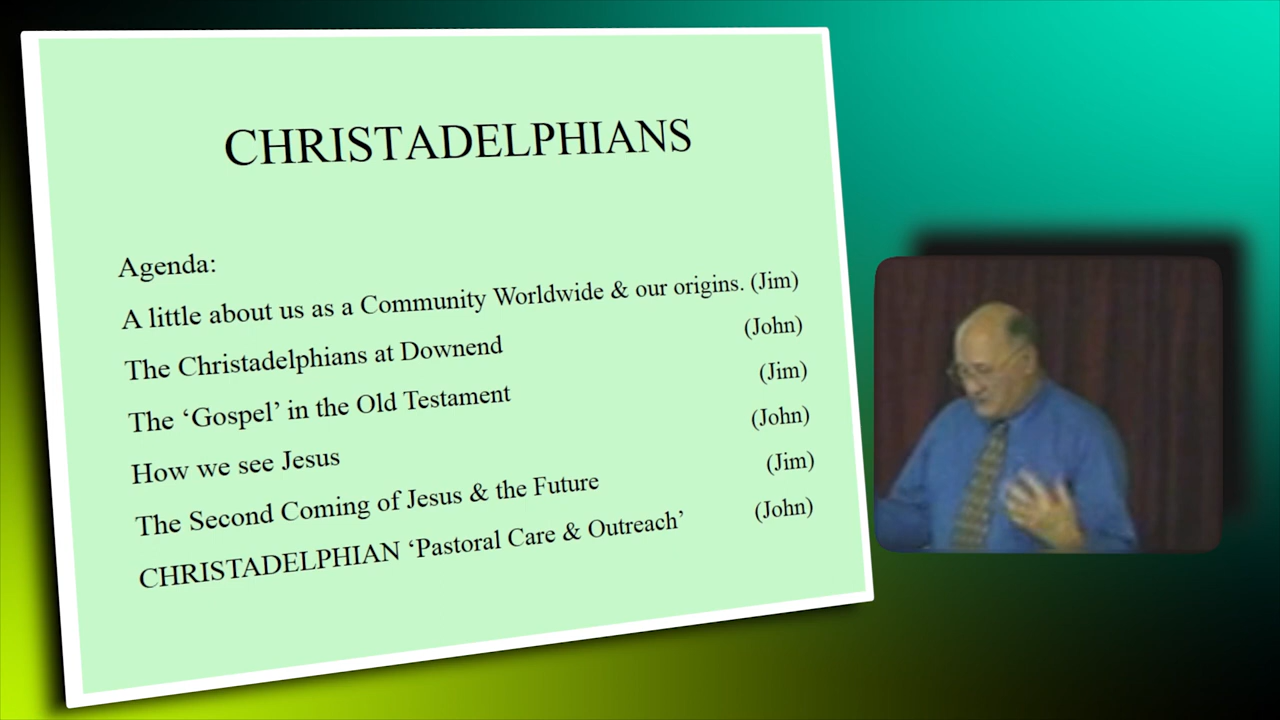 CHRISTADELPHIANS
Agenda:
A little about us as a Community Worldwide & our origins. (Jim)
The Christadelphians at Downend (John)
The ‘Gospel’ in the Old Testament (Jim)
How we see Jesus (John)
The Second Coming of Jesus & the Future (Jim)
CHRISTADELPHIAN ‘Pastoral Care & Outreach’ (John)